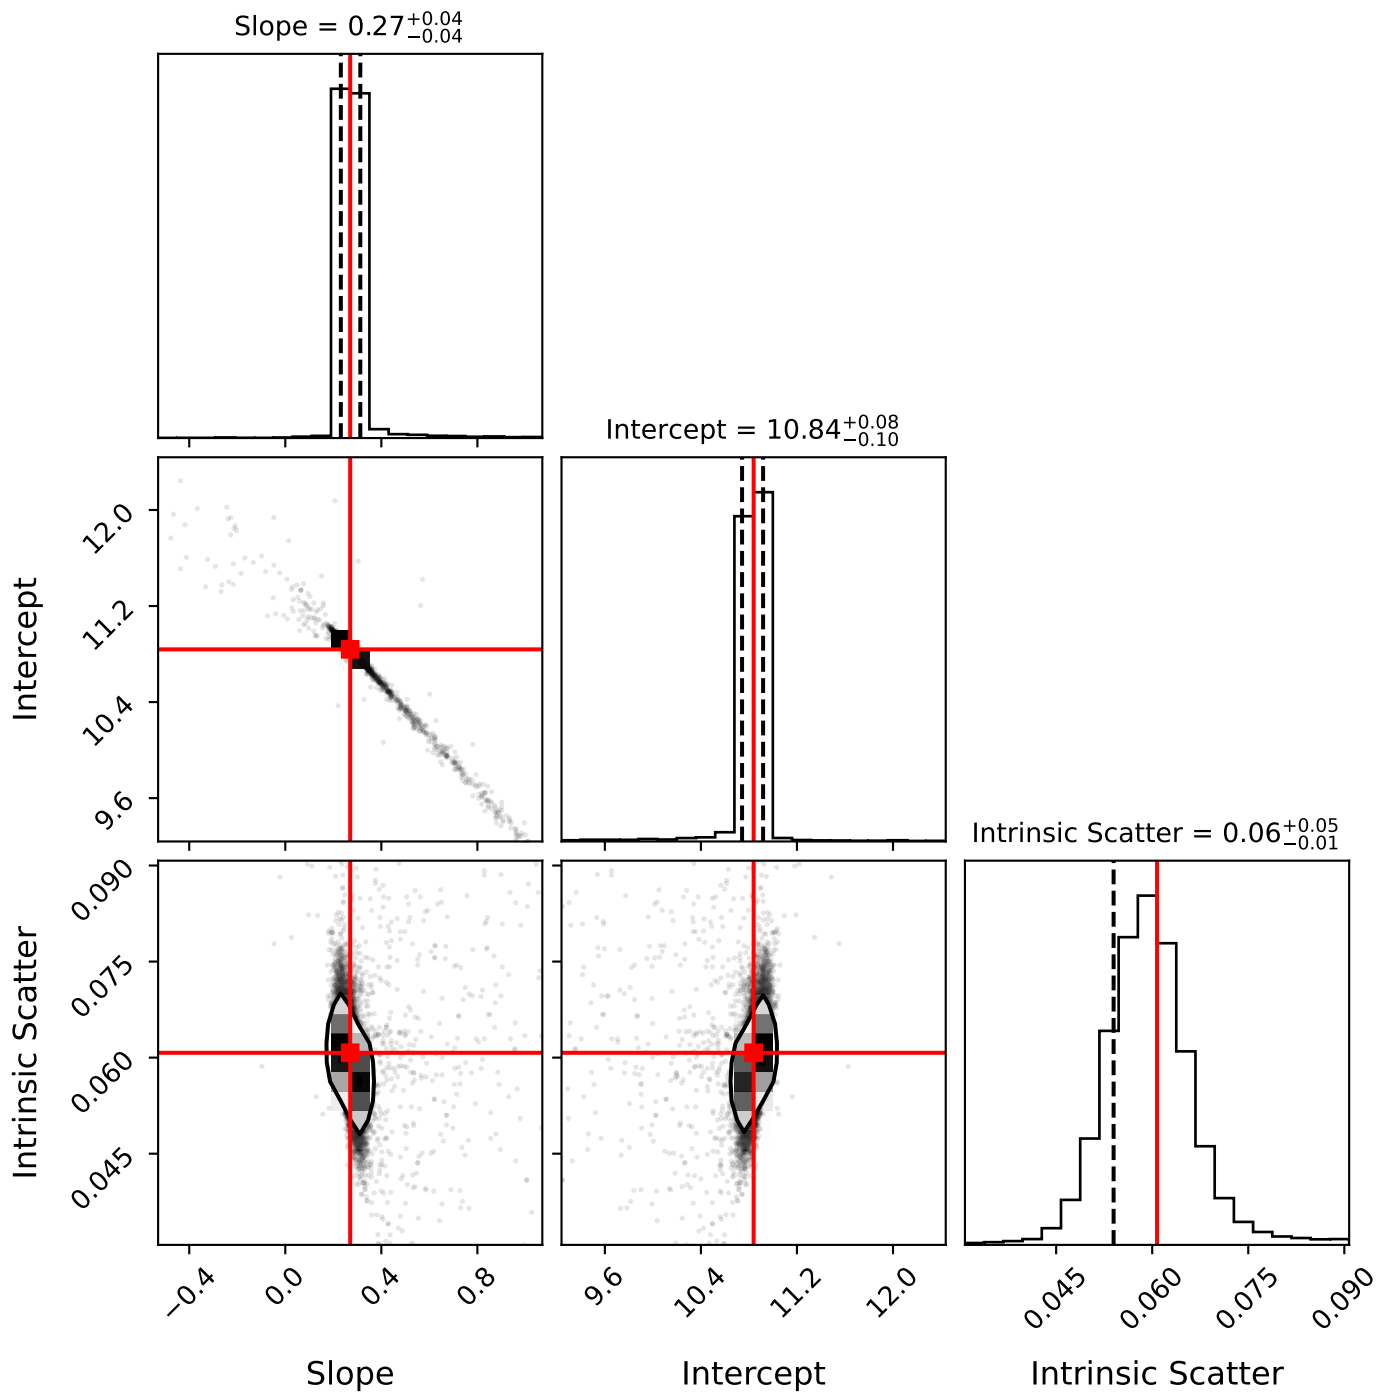 Slope = 0.27+0.04 −0.04
Intercept = 10.84+0.08 −0.10
12.0
11.2
10.4
9.6
Intercept
Intrinsic Scatter = 0.06+0.05 −0.01
0.090
0.075
0.060
0.045
Intrinsic Scatter
−0.4 0.0 0.4 0.8
9.6 10.4 11.2 12.0
0.045 0.060 0.075 0.090
Slope
Intercept
Intrinsic Scatter